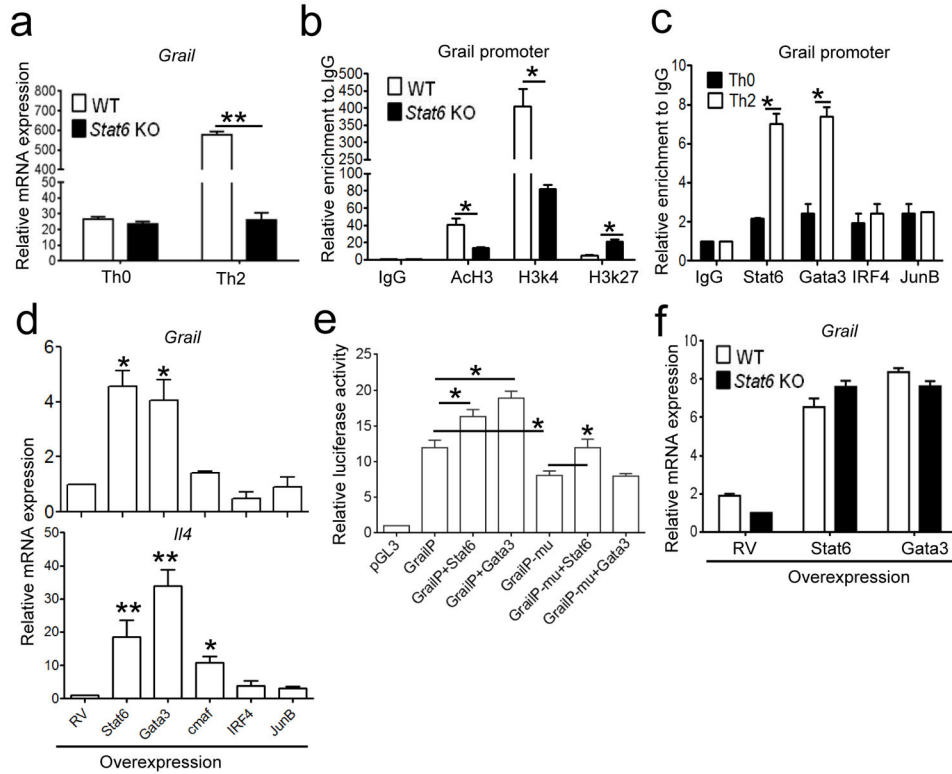 a
Grail
Relative mRNA expression
800
700
600
500
400
50
40
30
20
10
0
WT
Stat6 KO
**
Th0 Th2
b
Grail promoter
Relative enrichment to IgG
500
450
400
350
300
250
200
150
100
80
60
40
20
0
WT
Stat6 KO
*
*
*
IgG AcH3 H3k4 H3k27
c
Grail promoter
Relative enrichment to IgG
10
8
6
4
2
0
Th0
Th2
*
*
IgG Stat6 Gata3 IRF4 JunB
d
Grail
Relative mRNA expression
6
4
2
0
*
*
Il4
50
40
30
20
10
0
**
**
*
RV Stat6 Gata3 cmaf IRF4 JunB
Overexpression
e
Relative luciferase activity
25
20
15
10
5
0
*
*
*
*
pGL3 GrailP GrailP+Stat6 GrailP+Gata3 GrailP-mu GrailP-mu+Stat6 GrailP-mu+Gata3
f
Grail
Relative mRNA expression
10
8
6
4
2
0
WT
Stat6 KO
RV Stat6 Gata3
Overexpression